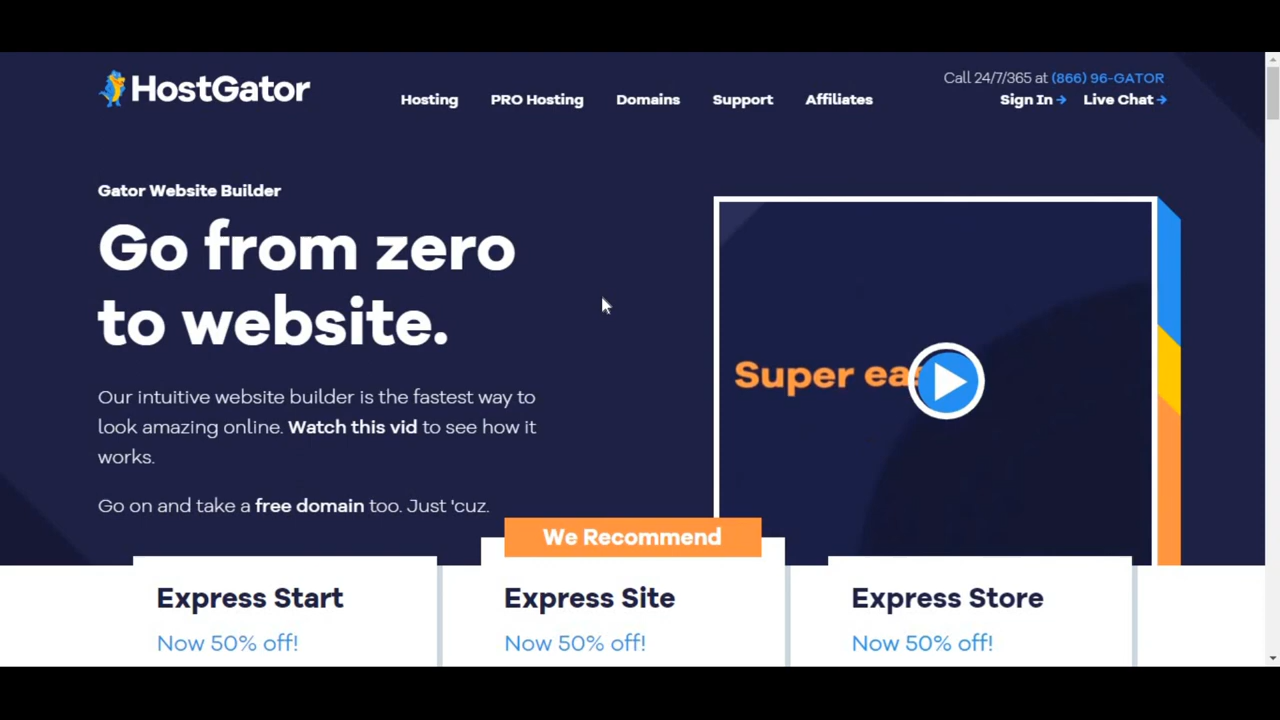 HostGator
Hosting
PRO Hosting
Domains
Support
Affiliates
Call 24/7/365 at (866) 96-GATOR
Sign In
Live Chat
Gator Website Builder
Go from zero
to website.
Our intuitive website builder is the fastest way to
look amazing online. Watch this vid to see how it
works.
Go on and take a free domain too. Just 'cuz.
Super
We Recommend
Express Start
Now 50% off!
Express Site
Now 50% off!
Express Store
Now 50% off!